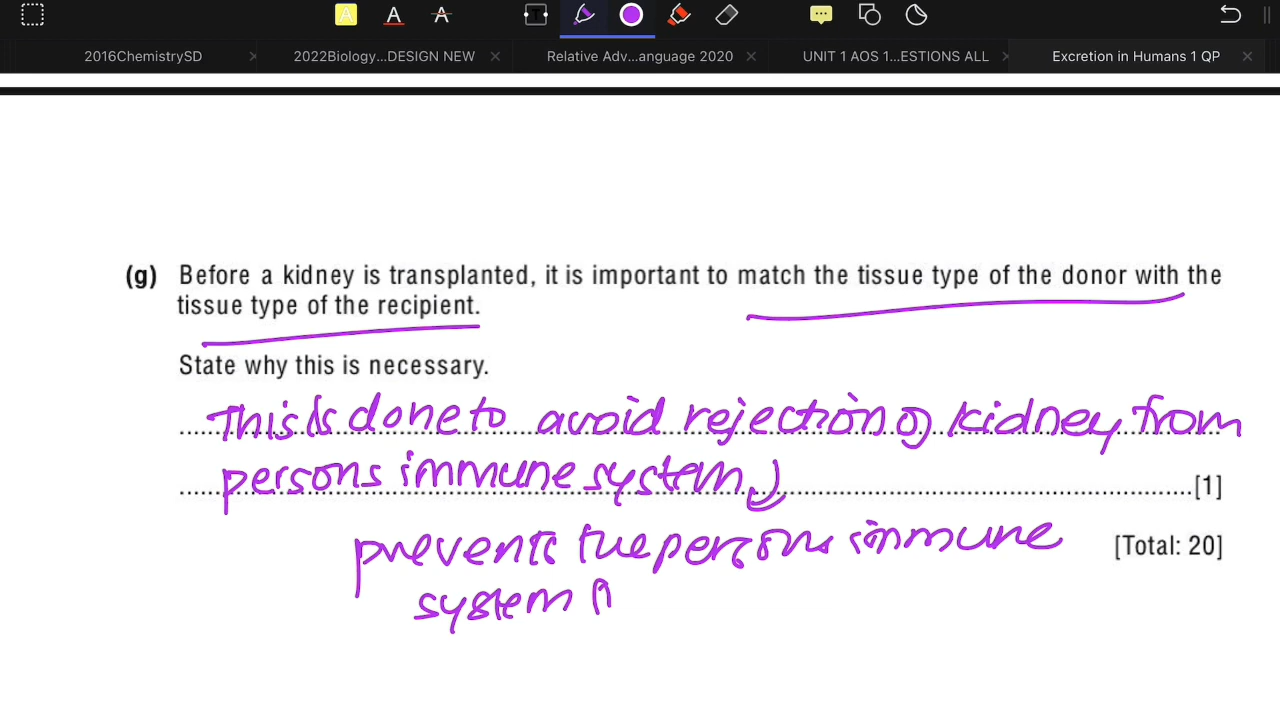 A A A T
2016ChemistrySD × 2022Biology...DESIGN NEW × Relative Adv...anguage 2020 × UNIT 1 AOS 1...ESTIONS ALL × Excretion in Humans 1 QP ×
(g) Before a kidney is transplanted, it is important to match the tissue type of the donor with the
tissue type of the recipient.
State why this is necessary.
This is done to avoid rejection of kidney from
persons immune system. [1]
prevents the persons immune [Total: 20]
system